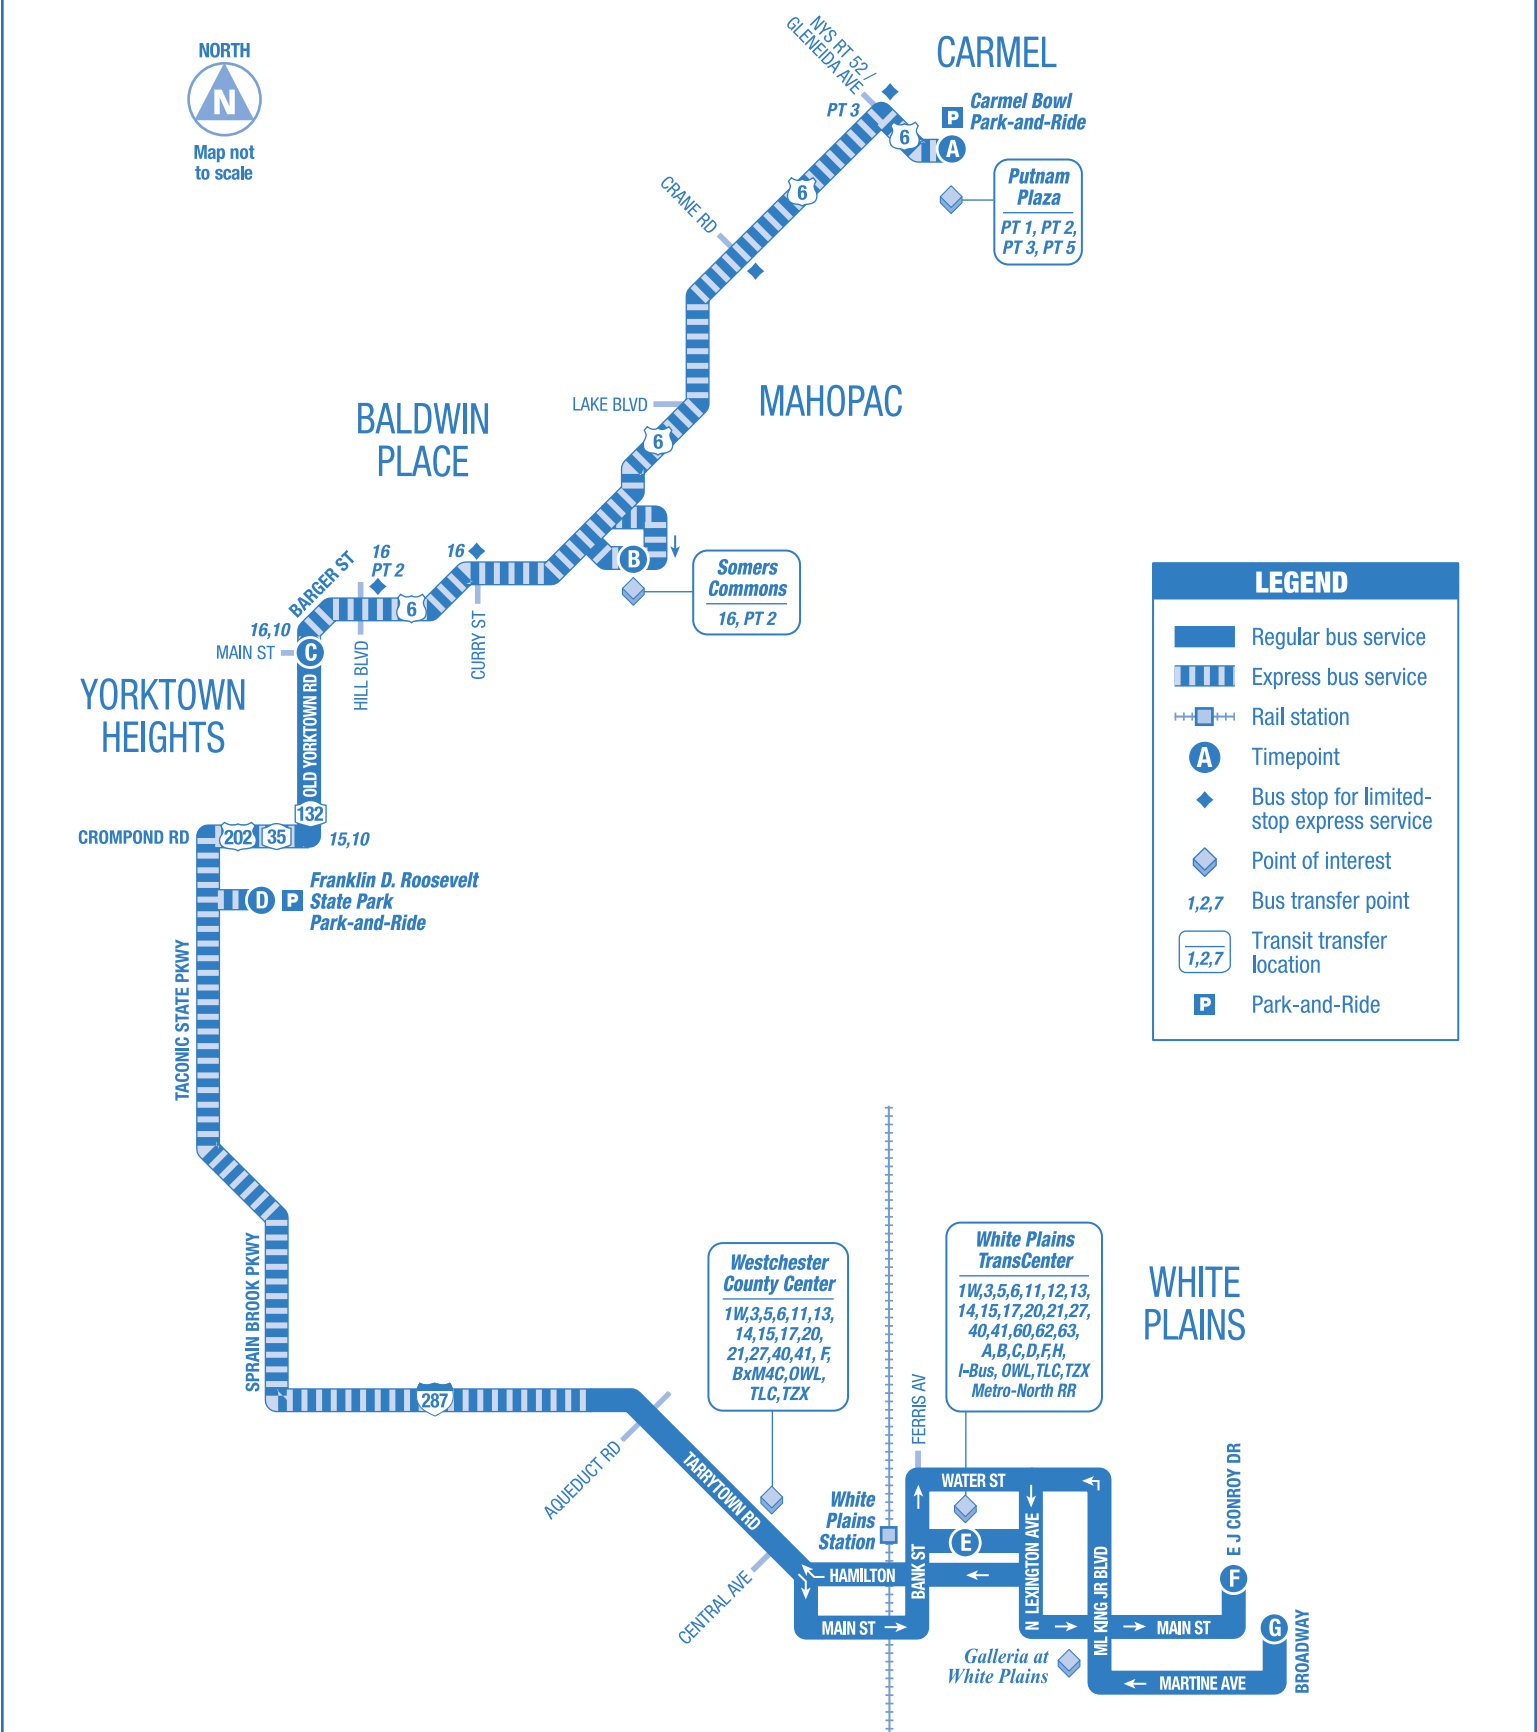 NORTH
N
Map not
to scale
NYS RT 52 /
GLENEIDA AVE
CARMEL
PT 3
P
Carmel Bowl
Park-and-Ride
6
A
Putnam
Plaza
PT 1, PT 2,
PT 3, PT 5
6
CRANE RD
LAKE BLVD
MAHOPAC
6
BALDWIN
PLACE
B
Somers
Commons
16, PT 2
16
16
PT 2
BARGER ST
6
16,10
MAIN ST
C
HILL BLVD
CURRY ST
YORKTOWN
HEIGHTS
OLD YORKTOWN RD
132
CROMPOND RD
202
35
15,10
D
P
Franklin D. Roosevelt
State Park
Park-and-Ride
TACONIC STATE PKWY
SPRAIN BROOK PKWY
287
AQUEDUCT RD
TARRYTOWN RD
CENTRAL AVE
Westchester
County Center
1W,3,5,6,11,13,
14,15,17,20,
21,27,40,41, F,
BxM4C,OWL,
TLC,TZX
White Plains
TransCenter
1W,3,5,6,11,12,13,
14,15,17,20,21,27,
40,41,60,62,63,
A,B,C,D,F,H,
I-Bus, OWL,TLC,TZX
Metro-North RR
WHITE
PLAINS
FERRIS AV
WATER ST
White
Plains
Station
E
BANK ST
N LEXINGTON AVE
ML KING JR BLVD
HAMILTON
MAIN ST
MAIN ST
E J CONROY DR
F
G
BROADWAY
MARTINE AVE
Galleria at
White Plains
LEGEND
Regular bus service
Express bus service
Rail station
A
Timepoint
Bus stop for limited-
stop express service
Point of interest
1,2,7
Bus transfer point
1,2,7
Transit transfer
location
P
Park-and-Ride